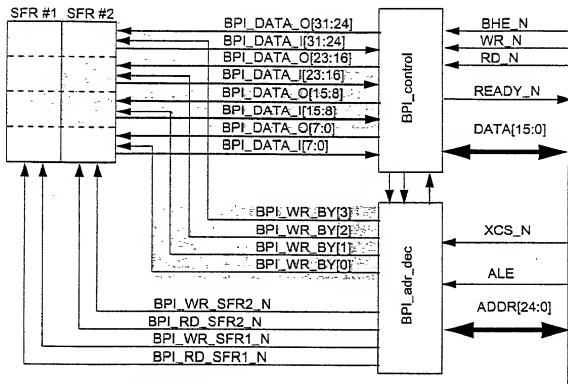 SFR #1 SFR #2
BPI_DATA_O[31:24]
BPI_DATA_I[31:24]
BPI_DATA_O[23:16]
BPI_DATA_I[23:16]
BPI_DATA_O[15:8]
BPI_DATA_I[15:8]
BPI_DATA_O[7:0]
BPI_DATA_I[7:0]
BPI_control
BHE_N
WR_N
RD_N
READY_N
DATA[15:0]
BPI_WR_BY[3]
BPI_WR_BY[2]
BPI_WR_BY[1]
BPI_WR_BY[0]
BPI_adr_dec
XCS_N
ALE
ADDR[24:0]
BPI_WR_SFR2_N
BPI_RD_SFR2_N
BPI_WR_SFR1_N
BPI_RD_SFR1_N